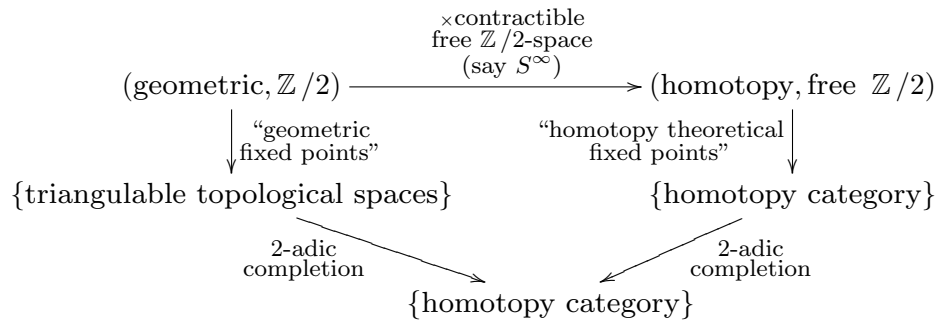 ×contractible
free ℤ/2-space
(say S^∞)
(geometric, ℤ/2)
(homotopy, free ℤ/2)
“geometric
fixed points”
“homotopy theoretical
fixed points”
{triangulable topological spaces}
{homotopy category}
2-adic
completion
2-adic
completion
{homotopy category}